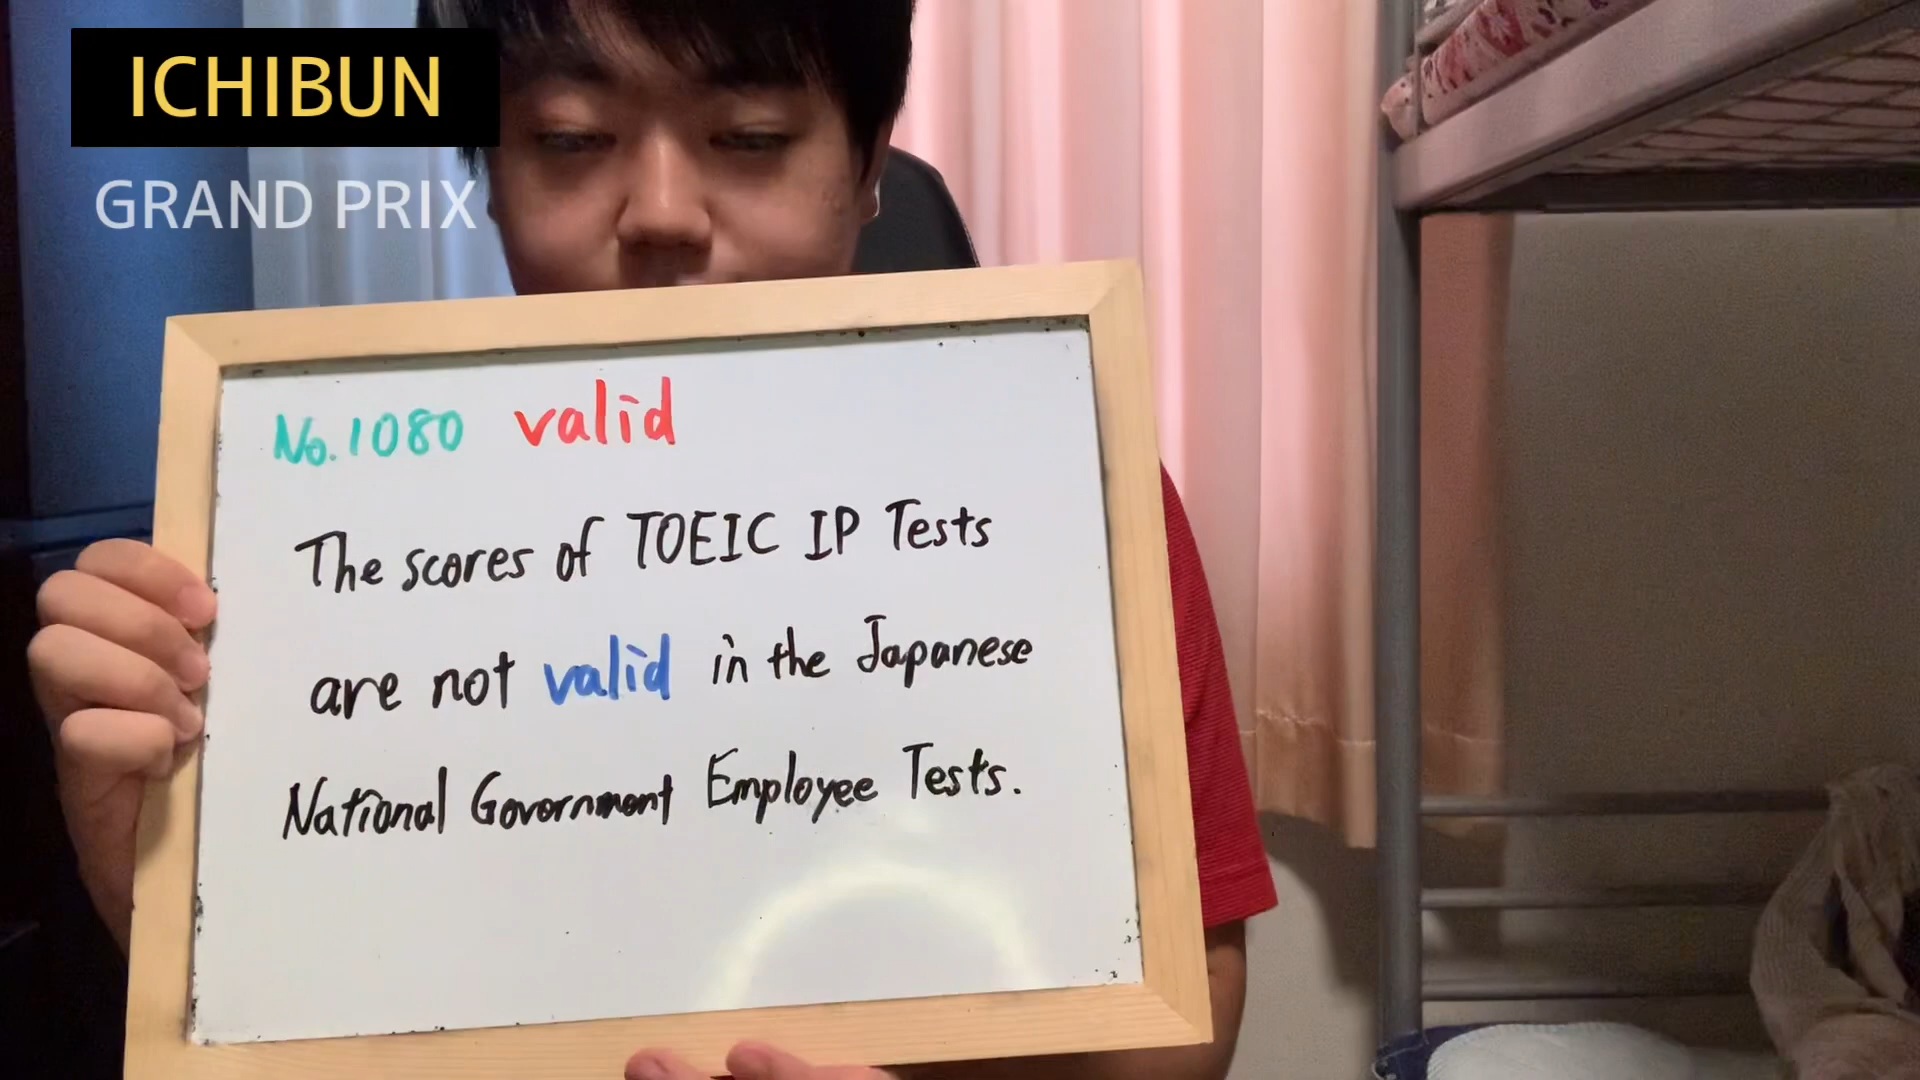 ICHIBUN
GRAND PRIX
No.1080 valid
The scores of TOEIC IP Tests
are not valid in the Japanese
National Government Employee Tests.